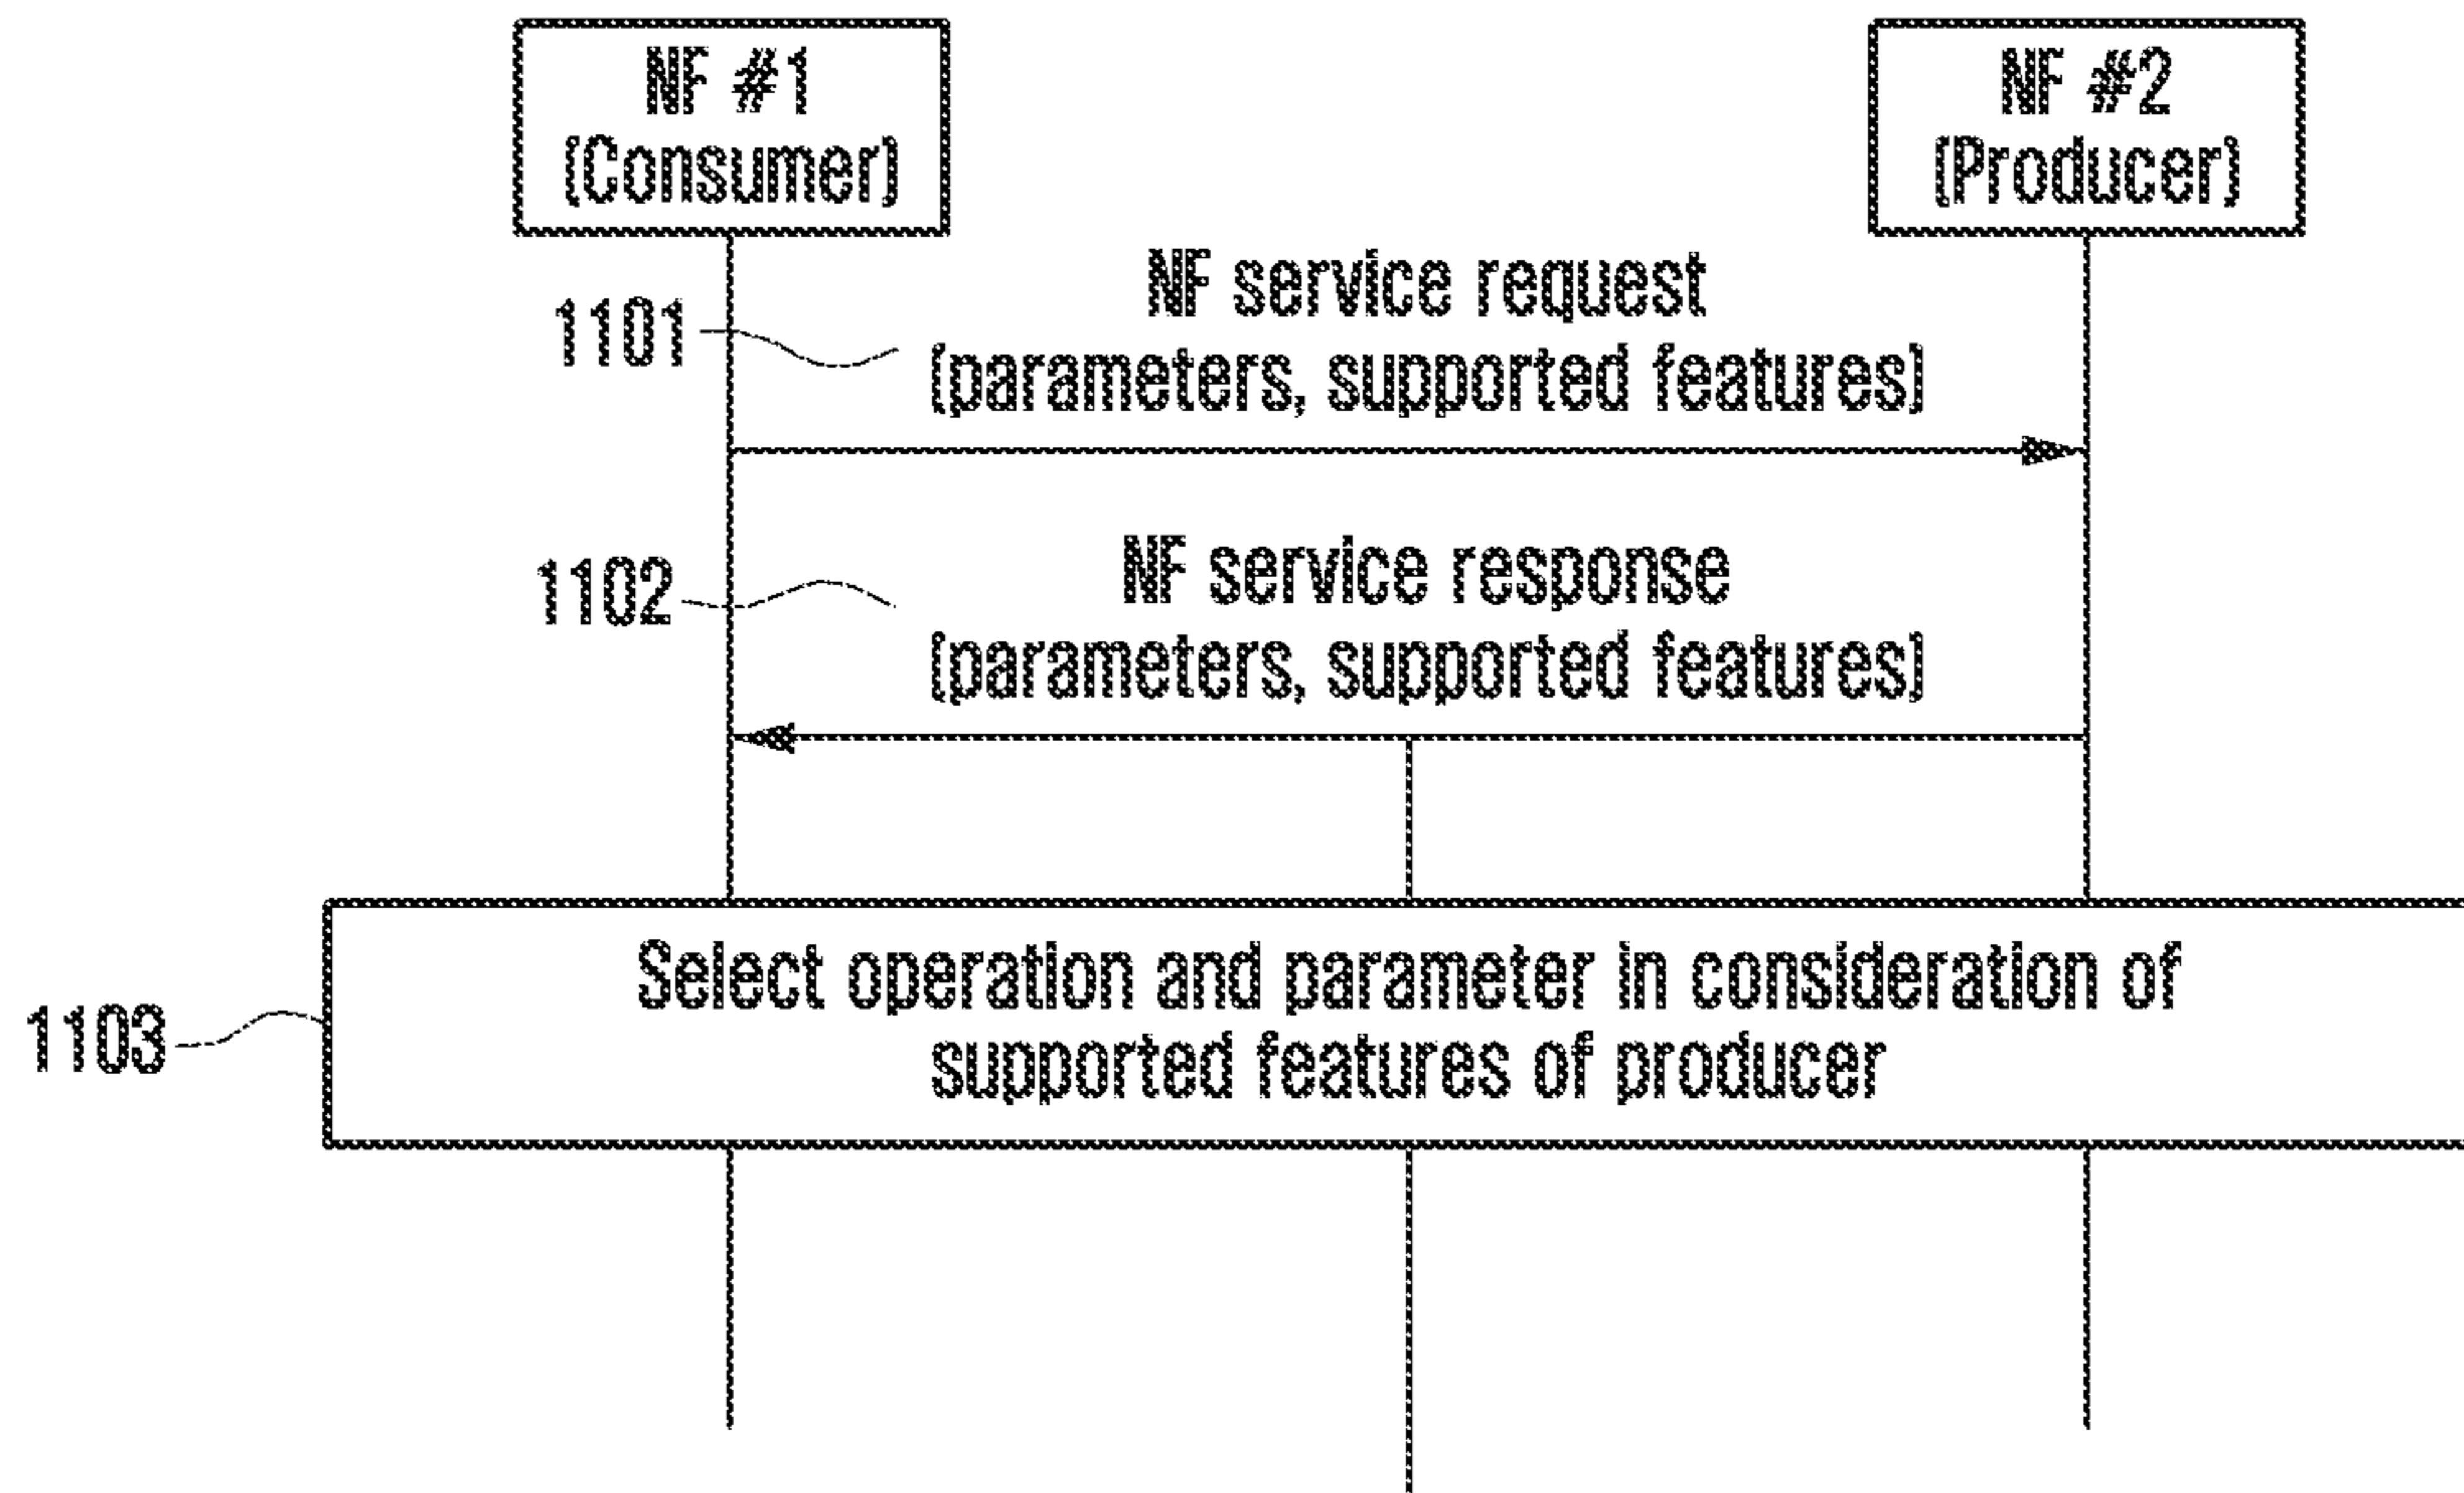 NF #1
(Consumer)
NF #2
(Producer)
1101
NF service request
(parameters, supported features)
1102
NF service response
(parameters, supported features)
1103
Select operation and parameter in consideration of
supported features of producer